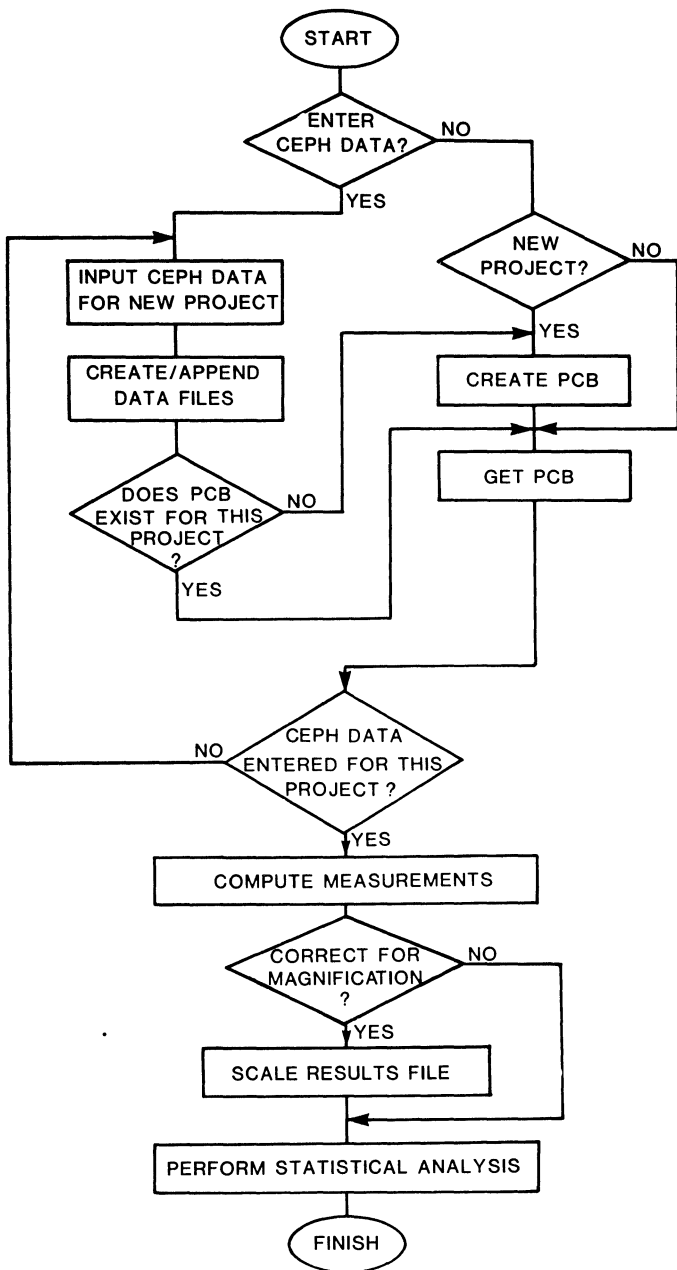 START
ENTER
CEPH DATA?
NO
YES
NEW
PROJECT?
NO
INPUT CEPH DATA
FOR NEW PROJECT
YES
CREATE/APPEND
DATA FILES
CREATE PCB
GET PCB
DOES PCB
EXIST FOR THIS
PROJECT
?
NO
YES
CEPH DATA
ENTERED FOR THIS
PROJECT?
NO
YES
COMPUTE MEASUREMENTS
CORRECT FOR
MAGNIFICATION
?
NO
YES
SCALE RESULTS FILE
PERFORM STATISTICAL ANALYSIS
FINISH